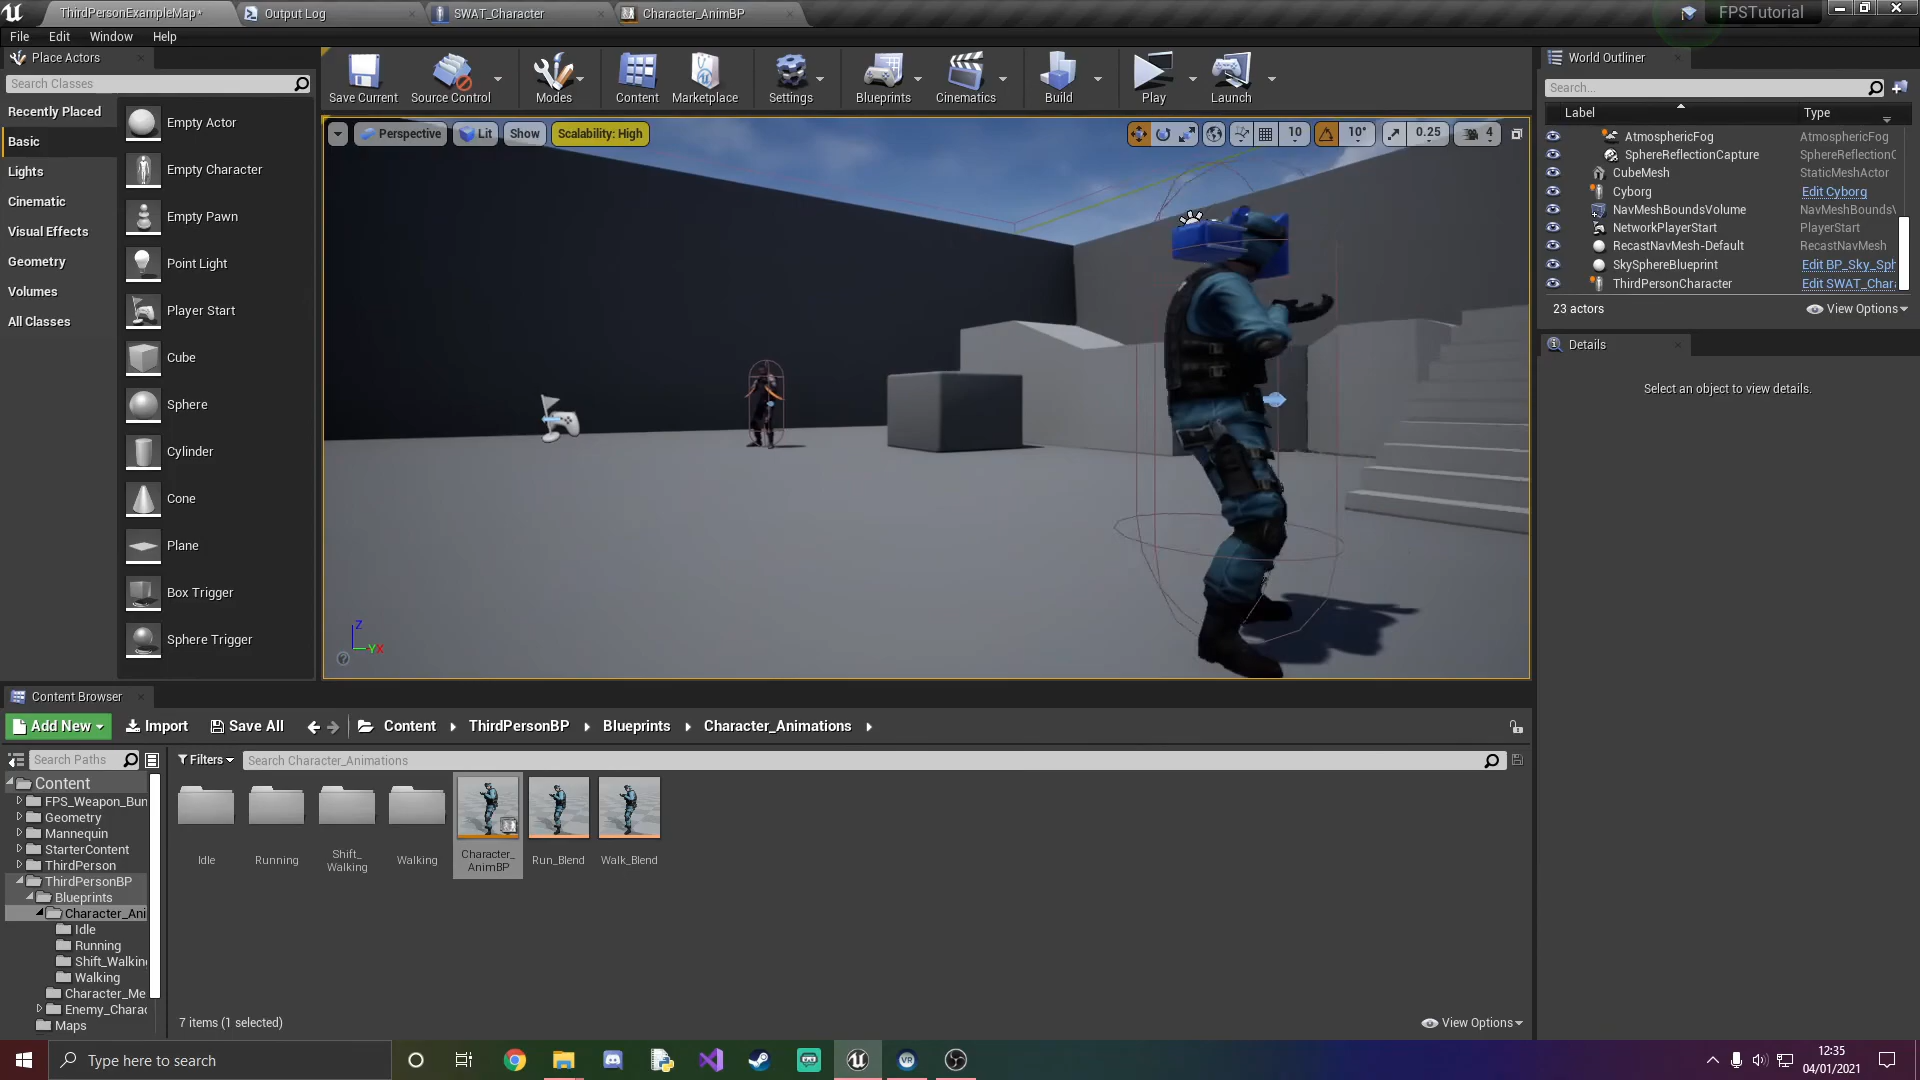 ThirdPersonExampleMap*
Output Log
SWAT_Character
Character_AnimBP
FPSTutorial
File
Edit
Window
Help
Place Actors
Search Classes
Recently Placed
Basic
Lights
Cinematic
Visual Effects
Geometry
Volumes
All Classes
Empty Actor
Empty Character
Empty Pawn
Point Light
Player Start
Cube
Sphere
Cylinder
Cone
Plane
Box Trigger
Sphere Trigger
Save Current
Source Control
Modes
Content
Marketplace
Settings
Blueprints
Cinematics
Build
Play
Launch
Perspective
Lit
Show
Scalability: High
10
10°
0.25
4
Z
Y
X
World Outliner
Search...
Label
Type
AtmosphericFog
AtmosphericFog
SphereReflectionCapture
SphereReflectionC
CubeMesh
StaticMeshActor
Cyborg
Edit Cyborg
NavMeshBoundsVolume
NavMeshBoundsV
NetworkPlayerStart
PlayerStart
RecastNavMesh-Default
RecastNavMesh
SkySphereBlueprint
Edit BP_Sky_Sph
ThirdPersonCharacter
Edit SWAT_Char
23 actors
View Options
Details
Select an object to view details.
Content Browser
Add New
Import
Save All
Content
ThirdPersonBP
Blueprints
Character_Animations
Search Paths
Filters
Search Character_Animations
Content
FPS_Weapon_Bun
Geometry
Mannequin
StarterContent
ThirdPerson
ThirdPersonBP
Blueprints
Character_Ani
Idle
Running
Shift_Walking
Walking
Character_Me
Enemy_Charac
Maps
Idle
Running
Shift_
Walking
Walking
Character_
AnimBP
Run_Blend
Walk_Blend
7 items (1 selected)
View Options
Type here to search
12:35
04/01/2021